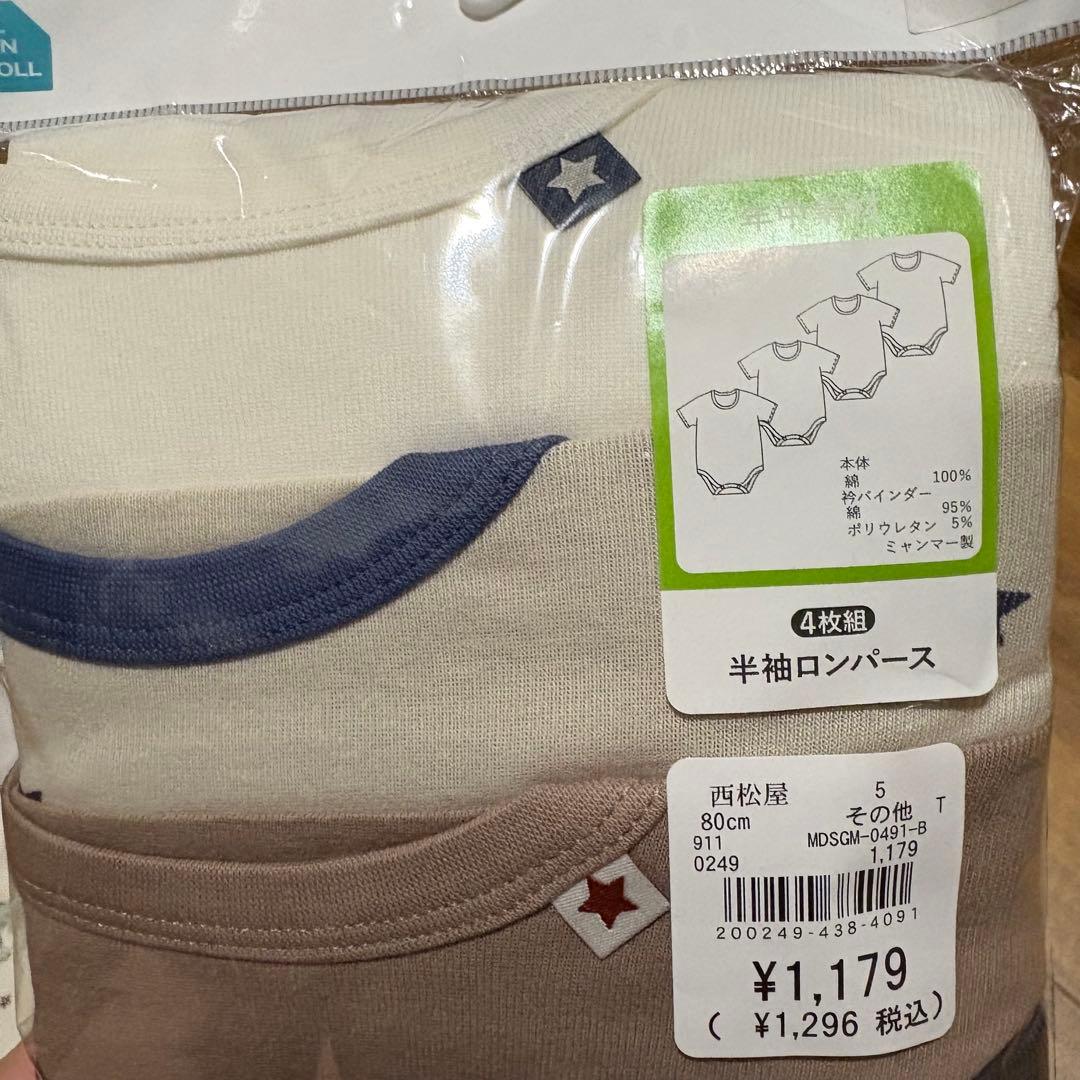 N
OLL
本体
綿 100%
衿バインダー
綿 95%
ポリウレタン 5%
ミャンマー製
4枚組
半袖ロンパース
西松屋 5
80cm その他 T
911 MDSGM-0491-B
0249 1,179
200249-438-4091
¥1,179
( ¥1,296 税込)